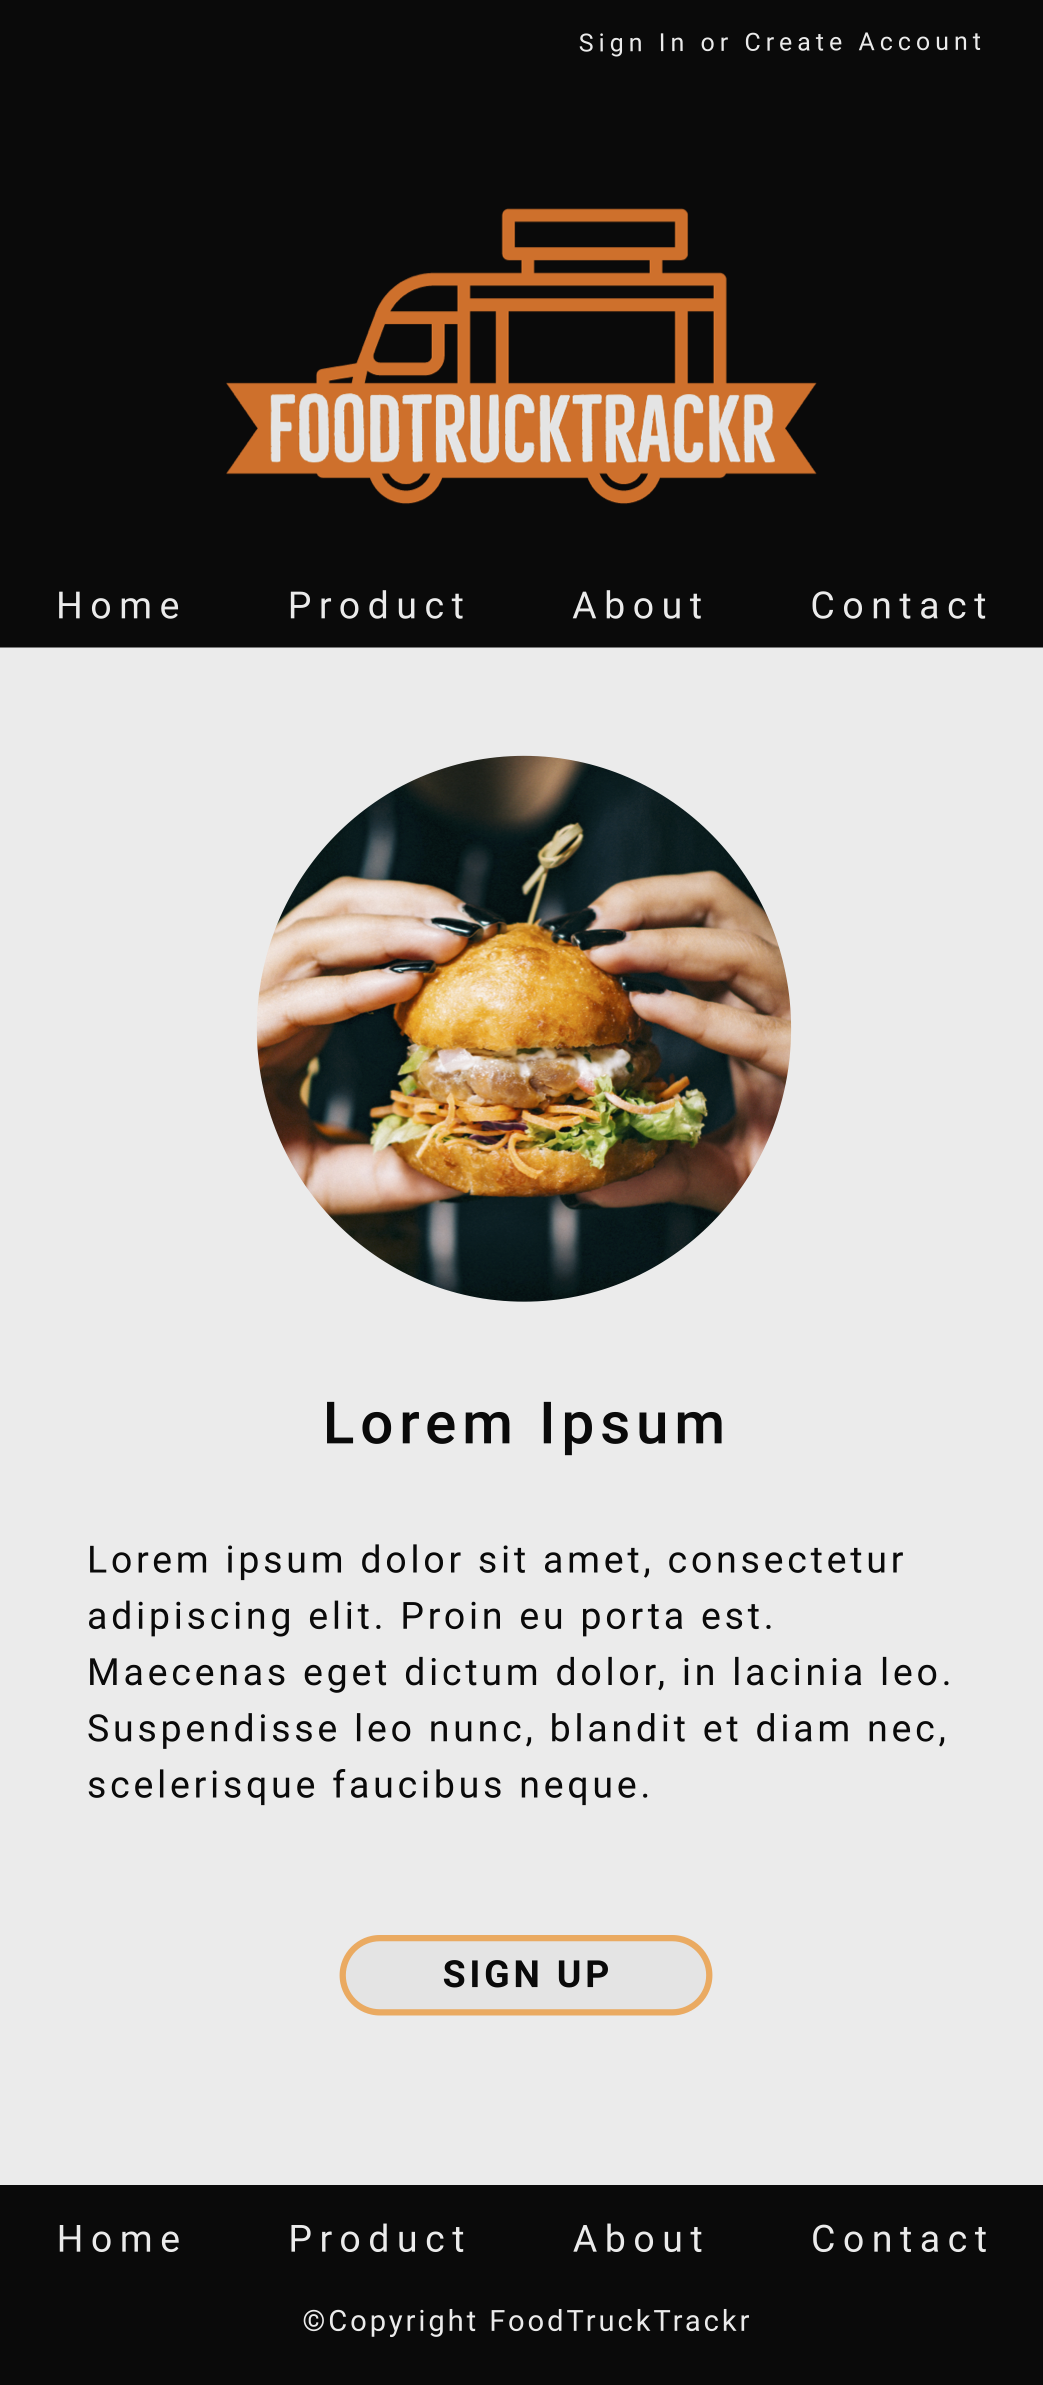 Sign In or Create Account
FOODTRUCKTRACKR
Home Product About Contact
Lorem Ipsum
Lorem ipsum dolor sit amet, consectetur
adipiscing elit. Proin eu porta est.
Maecenas eget dictum dolor, in lacinia leo.
Suspendisse leo nunc, blandit et diam nec,
scelerisque faucibus neque.
SIGN UP
Home Product About Contact
©Copyright FoodTruckTrackr